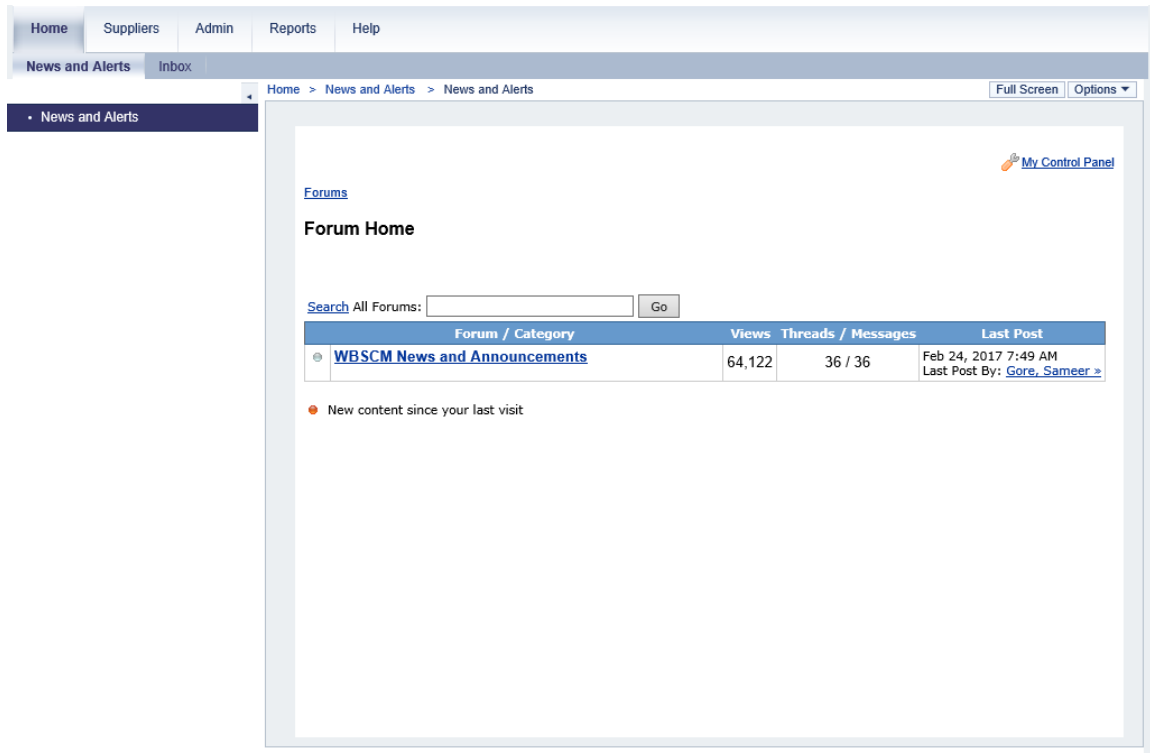 Home Suppliers Admin Reports Help
News and Alerts Inbox
Home > News and Alerts > News and Alerts Full Screen Options
• News and Alerts
My Control Panel
Forums
Forum Home
Search All Forums: Go
Forum / Category Views Threads / Messages Last Post
WBSCM News and Announcements 64,122 36 / 36 Feb 24, 2017 7:49 AM
Last Post By: Gore, Sameer »
New content since your last visit